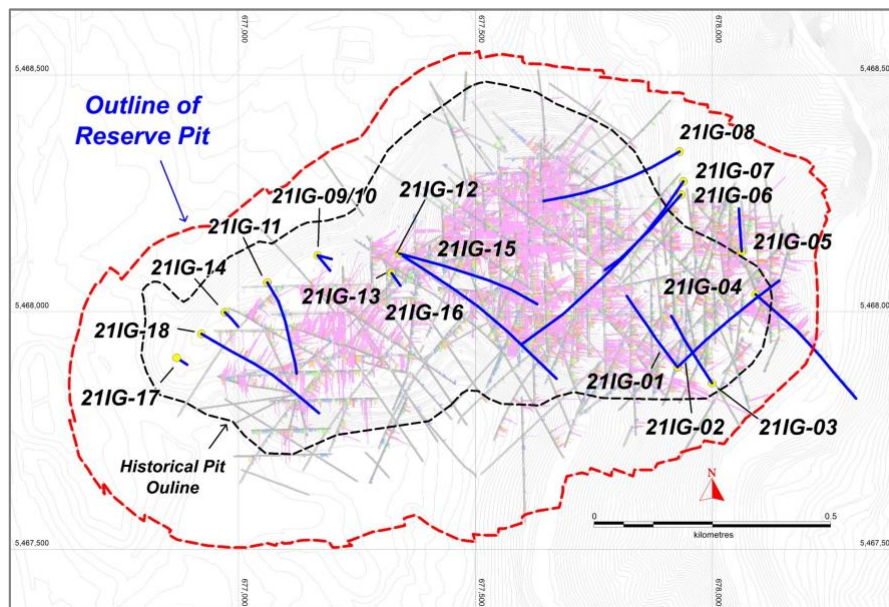 677,000
677,500
678,000
5,468,500
5,468,500
Outline of
Reserve Pit
21IG-08
21IG-07
21IG-06
21IG-09/10
21IG-12
21IG-11
21IG-15
21IG-05
21IG-14
21IG-13
21IG-04
21IG-16
5,468,000
5,468,000
21IG-18
21IG-01
21IG-17
21IG-02
21IG-03
Historical Pit
Ouline
N
0
0.5
kilometres
5,467,500
5,467,500
677,000
677,500
678,000